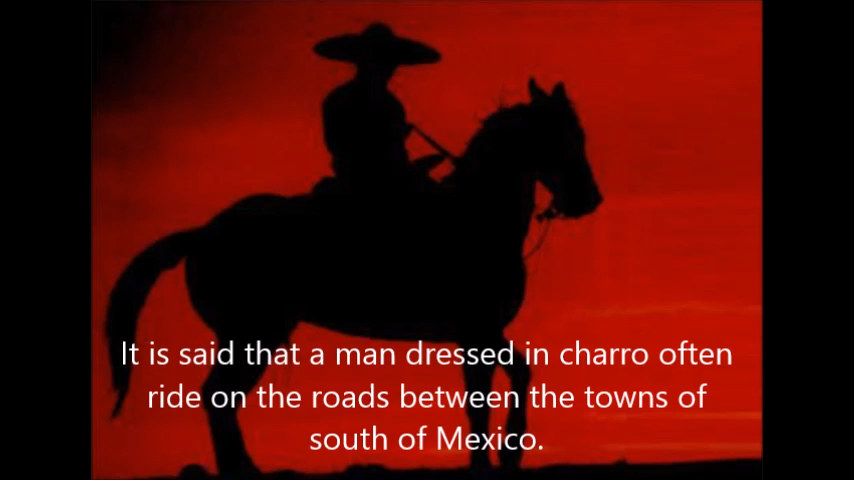 It is said that a man dressed in charro often
ride on the roads between the towns of
south of Mexico.